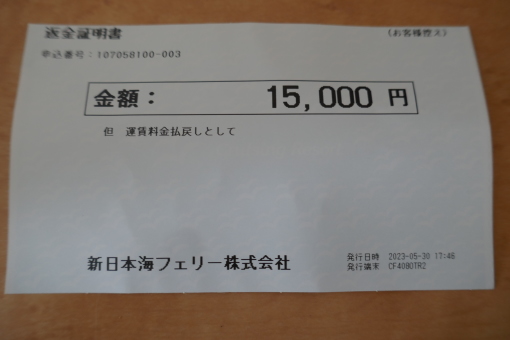 返金証明書
(お客様控え)
申込番号：107058100-003
金額： 15,000 円
但 運賃料金払戻しとして
新日本海フェリー株式会社
発行日時 2023-05-30 17:46
発行端末 CF4080TR2